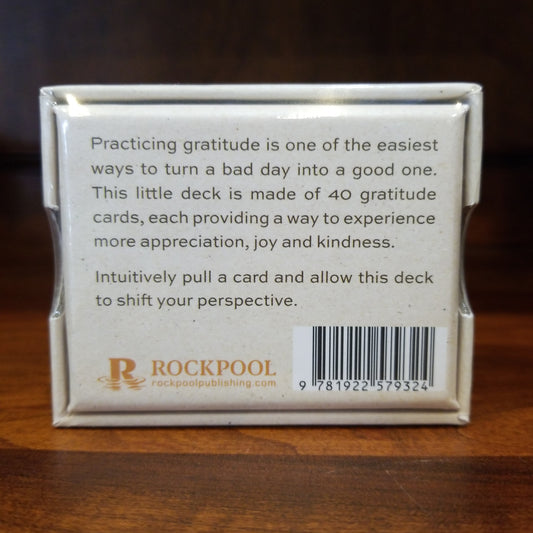 Practicing gratitude is one of the easiest
ways to turn a bad day into a good one.
This little deck is made of 40 gratitude
cards, each providing a way to experience
more appreciation, joy and kindness.
Intuitively pull a card and allow this deck
to shift your perspective.
R ROCKPOOL
rockpoolpublishing.com
9 781922 579324